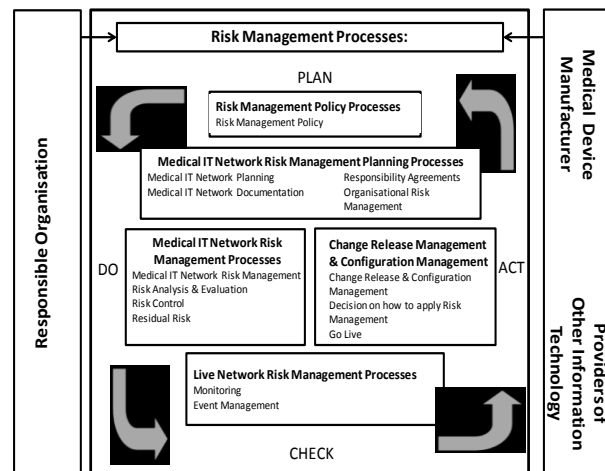 Risk Management Processes:
PLAN
Risk Management Policy Processes
Risk Management Policy
Medical IT Network Risk Management Planning Processes
Medical IT Network Planning
Medical IT Network Documentation
Responsibility Agreements
Organisational Risk
Management
DO
Medical IT Network Risk
Management Processes
Medical IT Network Risk Management
Risk Analysis & Evaluation
Risk Control
Residual Risk
Change Release Management
& Configuration Management
Change Release & Configuration
Management
Decision on how to apply Risk
Management
Go Live
ACT
Live Network Risk Management Processes
Monitoring
Event Management
CHECK
Responsible Organisation
Medical Device
Manufacturer
Providers of
Other Information
Technology